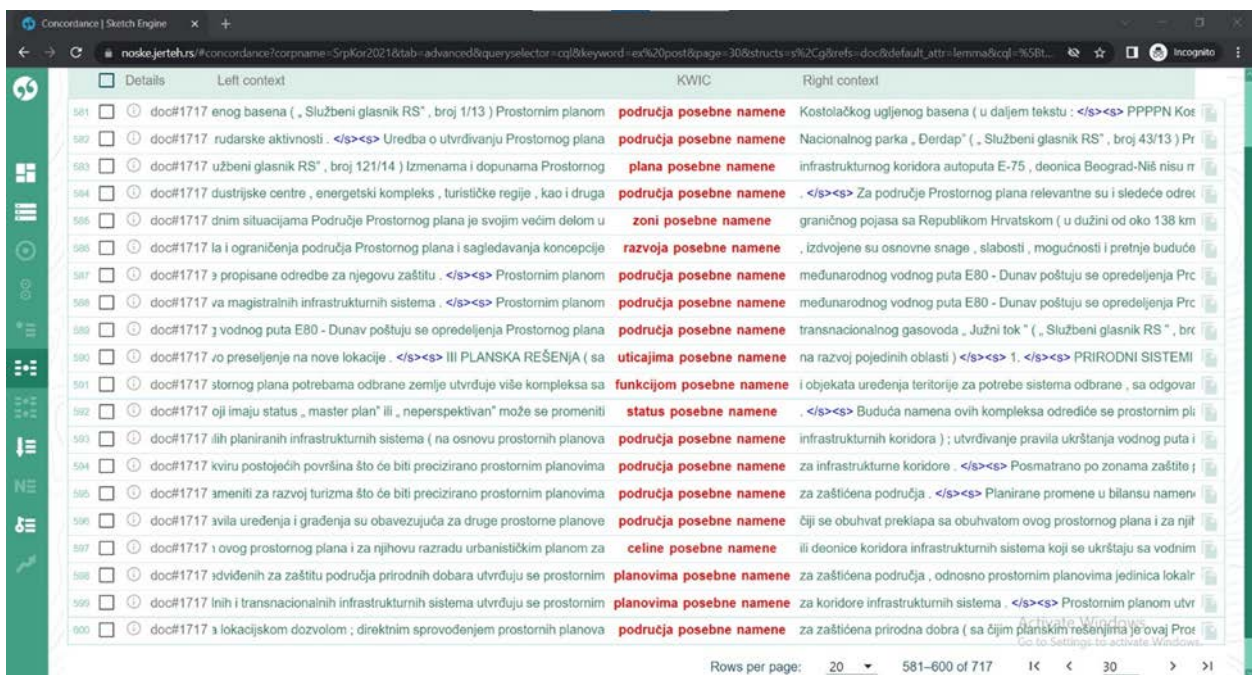 Concordance | Sketch Engine
noske.jerteh.rs/#concordance?corpname=SrpKor2021&tab=advanced&queryselector=cql&keyword=ex%20post&page=30&structs=s%2Cg&refs=doc&default_attr=lemma&cql=%5Bt... Incognito
Details Left context KWIC Right context
581 doc#1717 enog basena ( „ Službeni glasnik RS" , broj 1/13 ) Prostornim planom područja posebne namene Kostolačkog ugljenog basena ( u daljem tekstu : </s><s> PPPPN Kos
582 doc#1717 rudarske aktivnosti . </s><s> Uredba o utvrđivanju Prostornog plana područja posebne namene Nacionalnog parka „ Đerdap" ( „ Službeni glasnik RS" , broj 43/13 ) Pr
583 doc#1717 užbeni glasnik RS" , broj 121/14 ) Izmenama i dopunama Prostornog plana posebne namene infrastrukturnog koridora autoputa E-75 , deonica Beograd-Niš nisu
584 doc#1717 dustrijske centre , energetski kompleks , turističke regije , kao i druga područja posebne namene . </s><s> Za područje Prostornog plana relevantne su i sledeće odred
585 doc#1717 dnim situacijama Područje Prostornog plana je svojim većim delom u zoni posebne namene graničnog pojasa sa Republikom Hrvatskom ( u dužini od oko 138 km
586 doc#1717 la i ograničenja područja Prostornog plana i sagledavanja koncepcije razvoja posebne namene , izdvojene su osnovne snage , slabosti , mogućnosti i pretnje buduće
587 doc#1717 e propisane odredbe za njegovu zaštitu . </s><s> Prostornim planom područja posebne namene međunarodnog vodnog puta E80 - Dunav poštuju se opredeljenja Prc
588 doc#1717 va magistralnih infrastrukturnih sistema . </s><s> Prostornim planom područja posebne namene međunarodnog vodnog puta E80 - Dunav poštuju se opredeljenja Prc
589 doc#1717 vodnog puta E80 - Dunav poštuju se opredeljenja Prostornog plana područja posebne namene transnacionalnog gasovoda „ Južni tok " ( „ Službeni glasnik RS " , brc
590 doc#1717 vo preseljenje na nove lokacije . </s><s> III PLANSKA REŠENjA ( sa uticajima posebne namene na razvoj pojedinih oblasti ) </s><s> 1. </s><s> PRIRODNI SISTEMI
591 doc#1717 stornog plana potrebama odbrane zemlje utvrđuje više kompleksa sa funkcijom posebne namene i objekata uređenja teritorije za potrebe sistema odbrane , sa odgovar
592 doc#1717 oji imaju status „ master plan" ili „ neperspektivan" može se promeniti status posebne namene . </s><s> Buduća namena ovih kompleksa odrediće se prostornim pla
593 doc#1717 lih planiranih infrastrukturnih sistema ( na osnovu prostornih planova područja posebne namene infrastrukturnih koridora ) ; utvrđivanje pravila ukrštanja vodnog puta i
594 doc#1717 kviru postojećih površina što će biti precizirano prostornim planovima područja posebne namene za infrastrukturne koridore . </s><s> Posmatrano po zonama zaštite
595 doc#1717 ameniti za razvoj turizma što će biti precizirano prostornim planovima područja posebne namene za zaštićena područja . </s><s> Planirane promene u bilansu namen
596 doc#1717 avila uređenja i građenja su obavezujuća za druge prostorne planove područja posebne namene čiji se obuhvat preklapa sa obuhvatom ovog prostornog plana i za njih
597 doc#1717 ovog prostornog plana i za njihovu razradu urbanističkim planom za celine posebne namene ili deonice koridora infrastrukturnih sistema koji se ukrštaju sa vodnim
598 doc#1717 edviđenih za zaštitu područja prirodnih dobara utvrđuju se prostornim planovima posebne namene za zaštićena područja , odnosno prostornim planovima jedinica lokalr
599 doc#1717 lnih i transnacionalnih infrastrukturnih sistema utvrđuju se prostornim planovima posebne namene za koridore infrastrukturnih sistema . </s><s> Prostornim planom utvr
600 doc#1717 a lokacijskom dozvolom ; direktnim sprovođenjem prostornih planova područja posebne namene za zaštićena prirodna dobra ( sa čijim planskim rešenjima je ovaj Pros
Activate Windows
Go to Settings to activate Windows.
Rows per page: 20 581–600 of 717 30